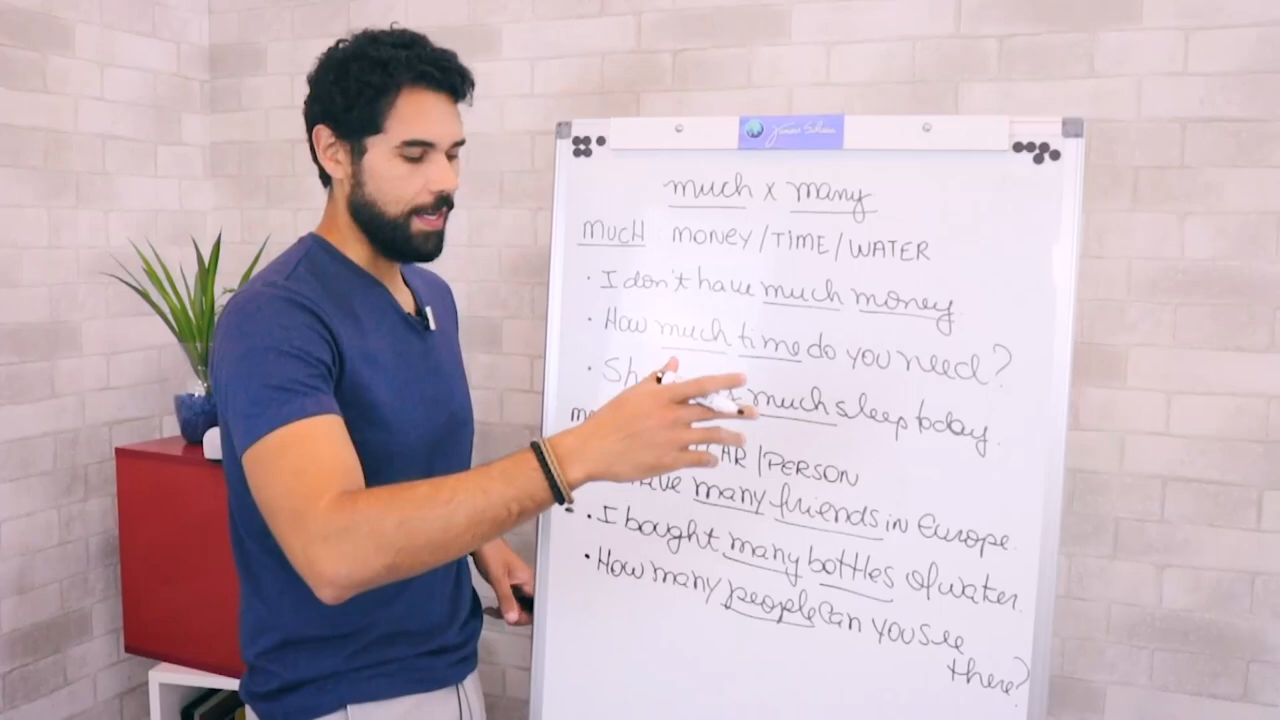 much x many
MUCH MONEY/TIME/WATER
• I don't have much money
• How much time do you need?
• Sh much sleep today.
/PERSON
many friends in Europe.
• I bought many bottles of water.
• How many people can you see
there?